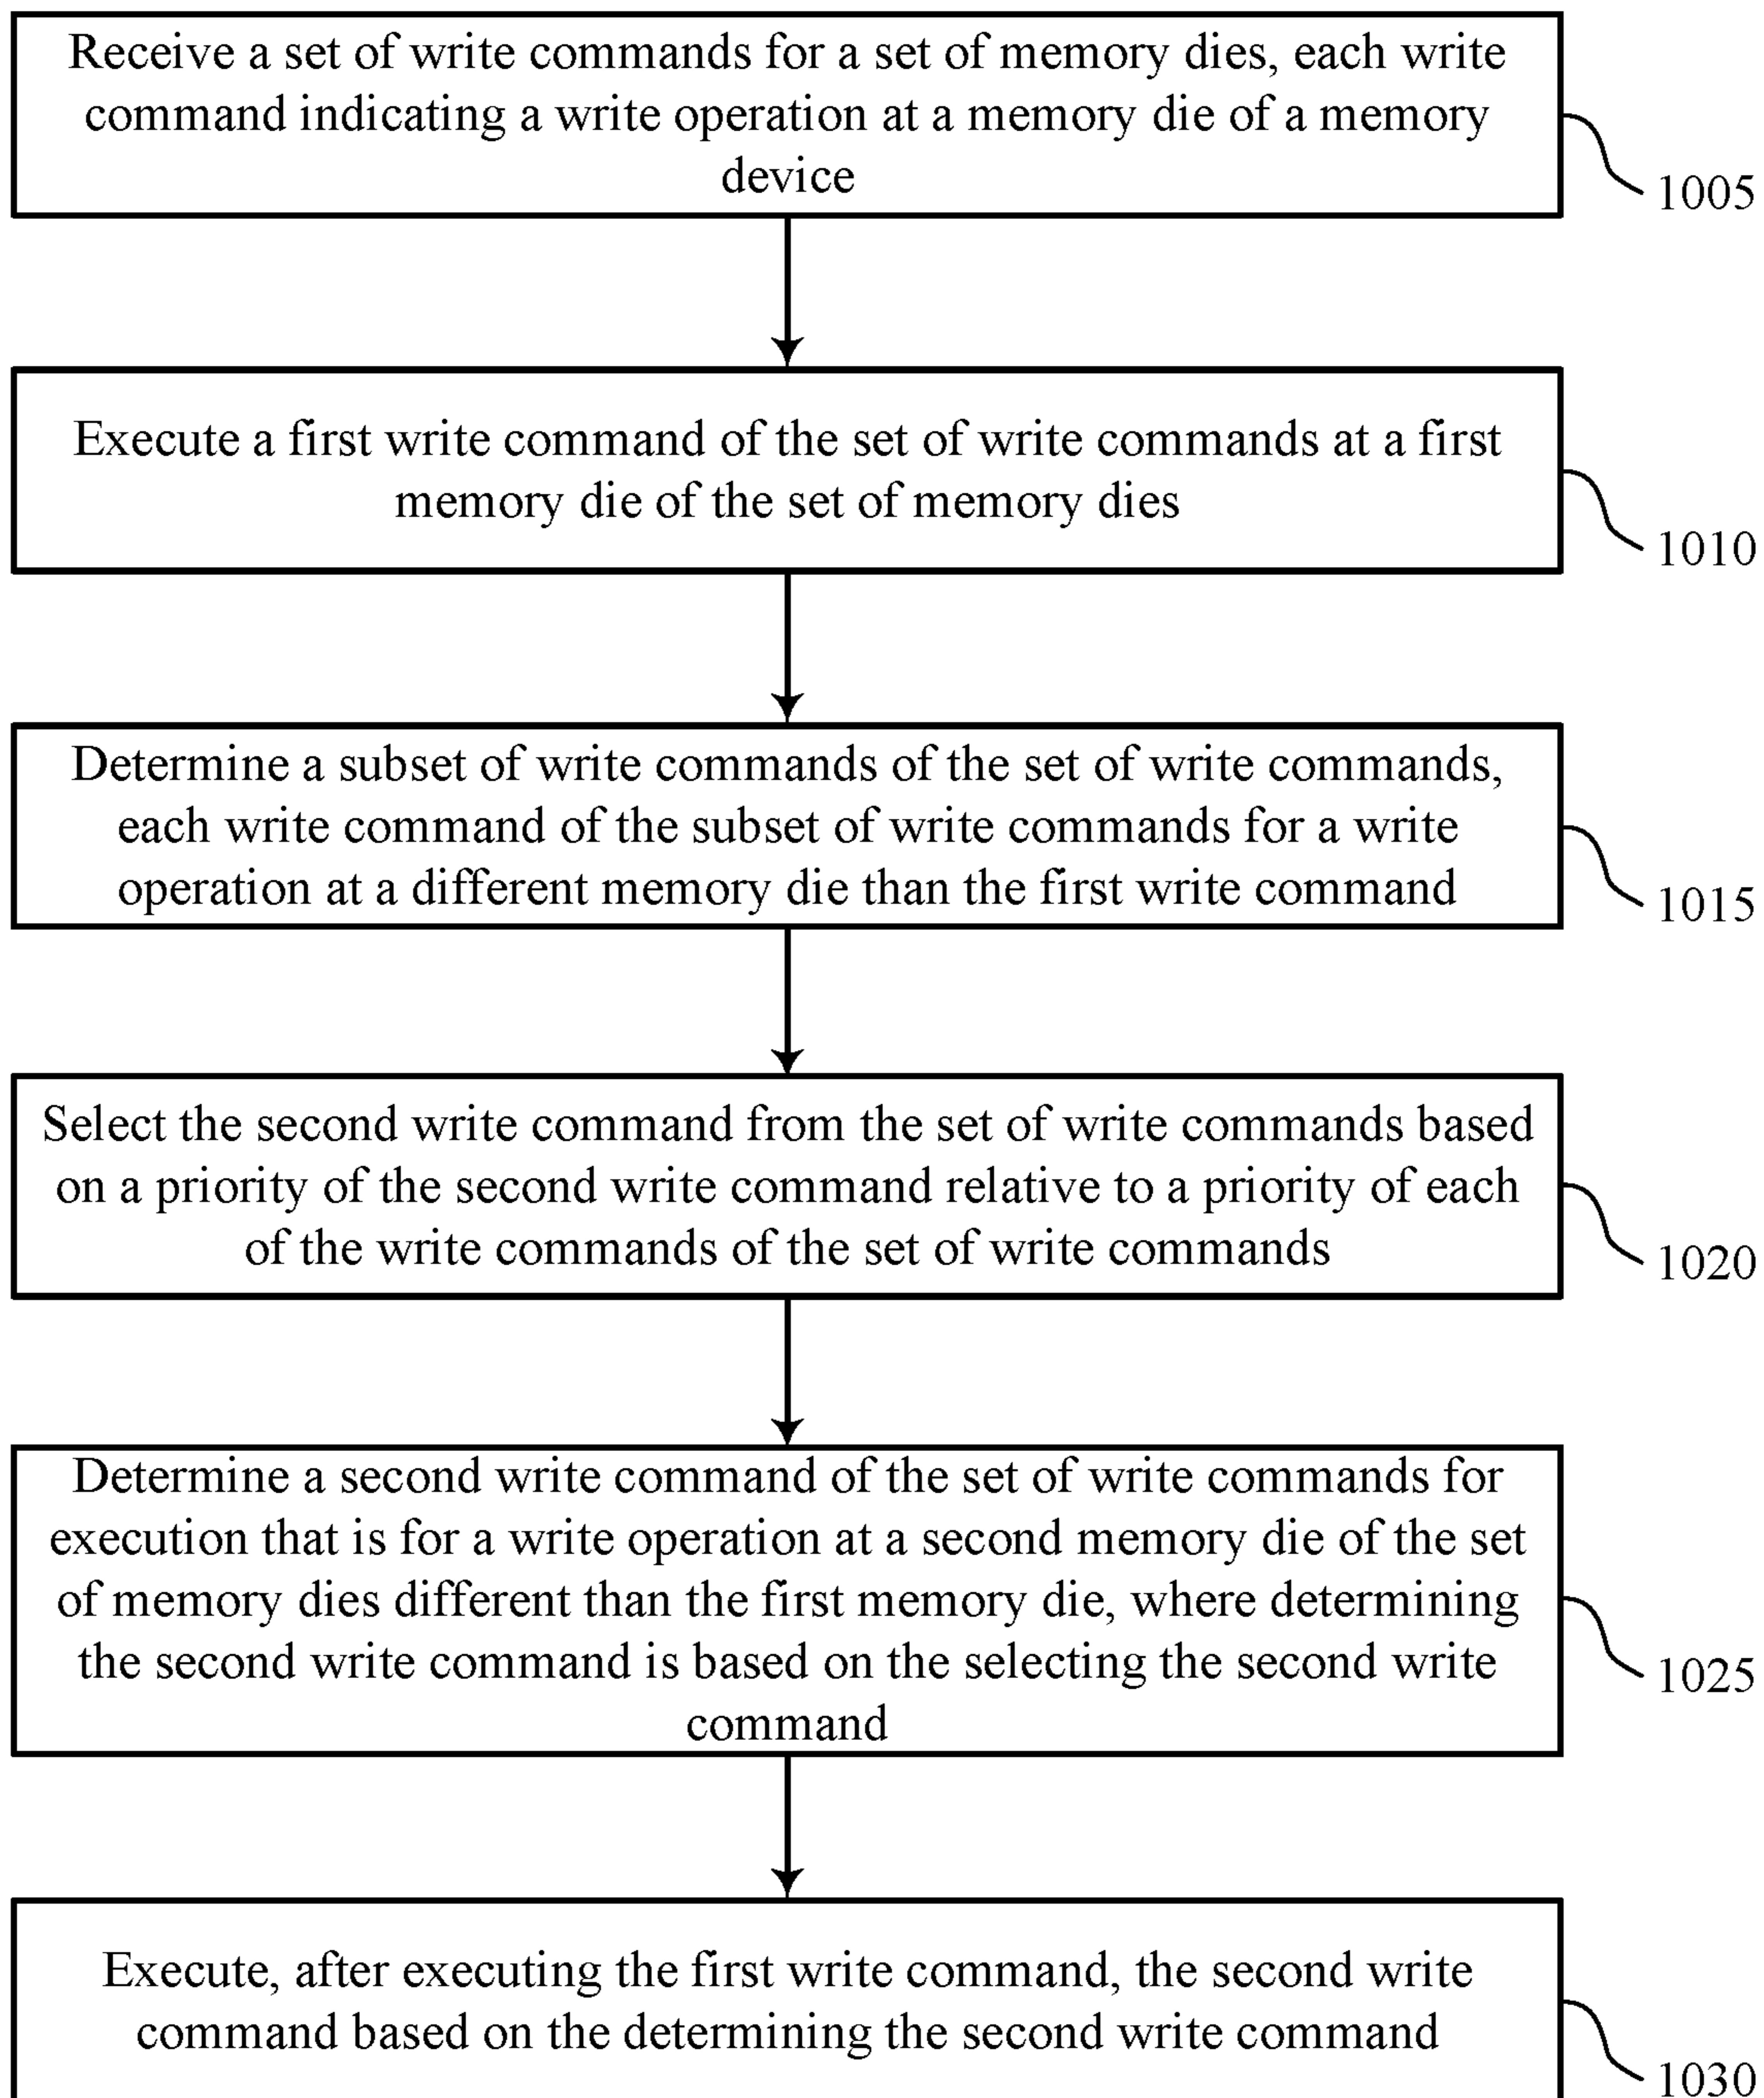 Receive a set of write commands for a set of memory dies, each write
command indicating a write operation at a memory die of a memory
device
1005
Execute a first write command of the set of write commands at a first
memory die of the set of memory dies
1010
Determine a subset of write commands of the set of write commands,
each write command of the subset of write commands for a write
operation at a different memory die than the first write command
1015
Select the second write command from the set of write commands based
on a priority of the second write command relative to a priority of each
of the write commands of the set of write commands
1020
Determine a second write command of the set of write commands for
execution that is for a write operation at a second memory die of the set
of memory dies different than the first memory die, where determining
the second write command is based on the selecting the second write
command
1025
Execute, after executing the first write command, the second write
command based on the determining the second write command
1030